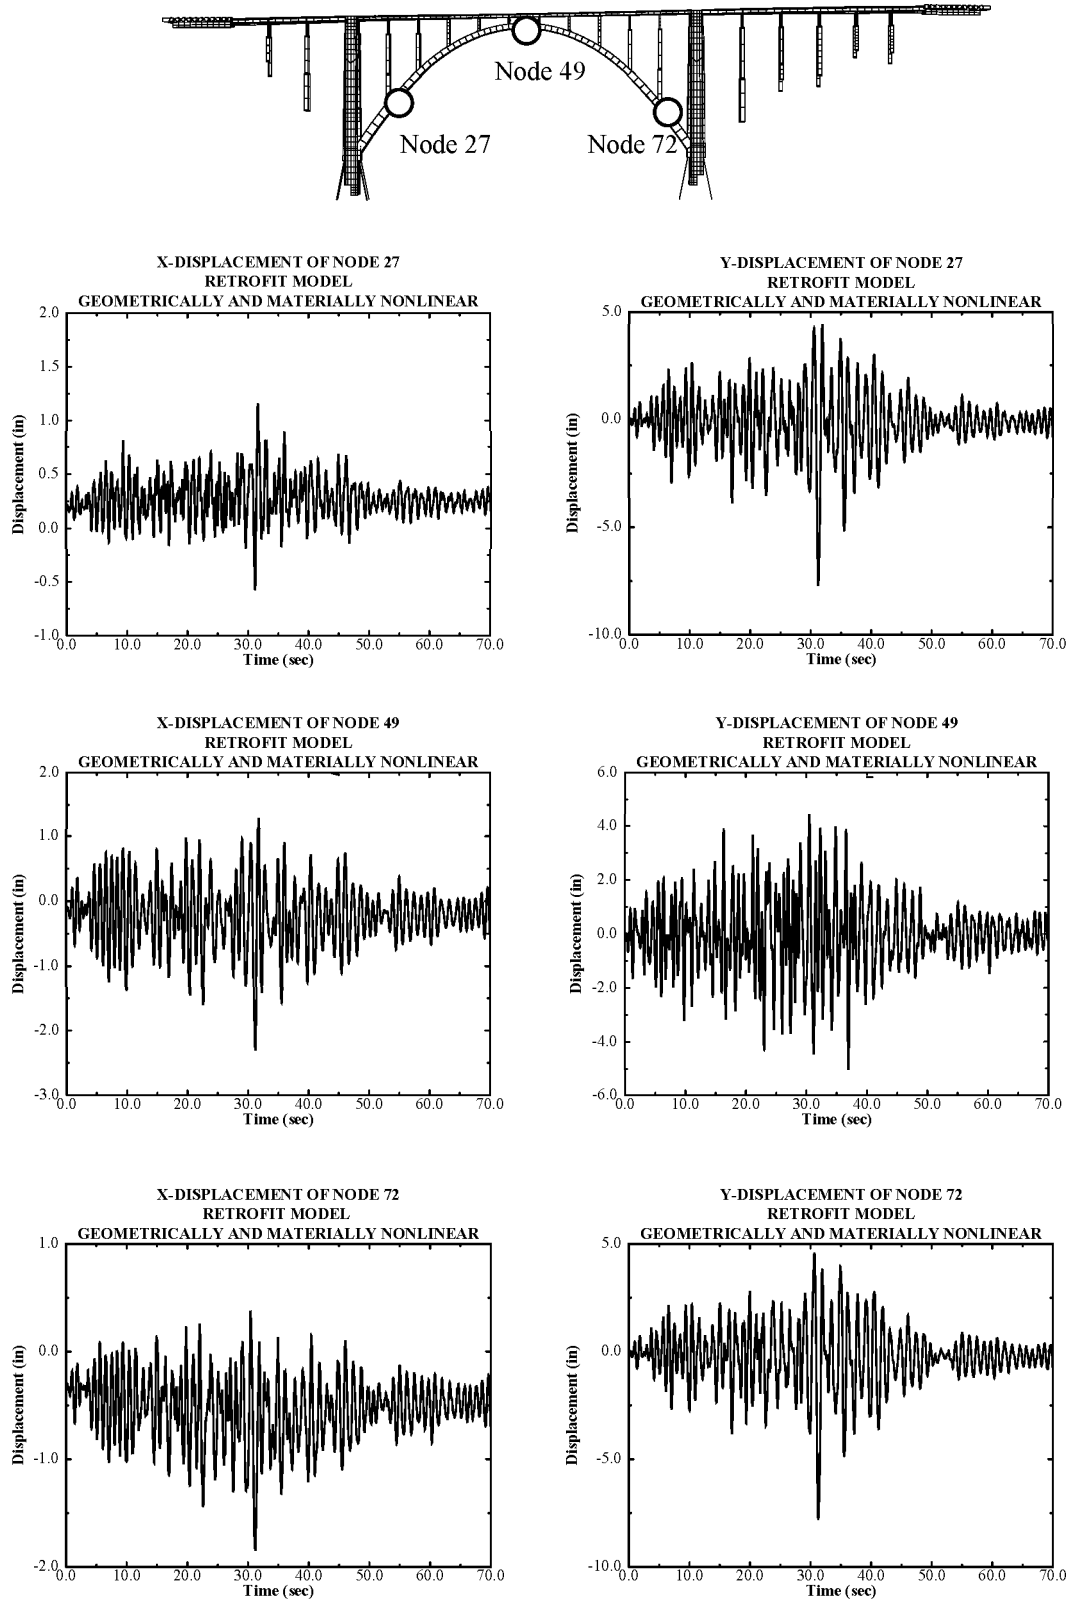 Node 49
Node 27
Node 72
X-DISPLACEMENT OF NODE 27
RETROFIT MODEL
GEOMETRICALLY AND MATERIALLY NONLINEAR
2.0
1.5
1.0
0.5
0.0
-0.5
-1.0
Displacement (in)
0.0 10.0 20.0 30.0 40.0 50.0 60.0 70.0
Time (sec)
Y-DISPLACEMENT OF NODE 27
RETROFIT MODEL
GEOMETRICALLY AND MATERIALLY NONLINEAR
5.0
0.0
-5.0
-10.0
Displacement (in)
0.0 10.0 20.0 30.0 40.0 50.0 60.0 70.0
Time (sec)
X-DISPLACEMENT OF NODE 49
RETROFIT MODEL
GEOMETRICALLY AND MATERIALLY NONLINEAR
2.0
1.0
0.0
-1.0
-2.0
-3.0
Displacement (in)
0.0 10.0 20.0 30.0 40.0 50.0 60.0 70.0
Time (sec)
Y-DISPLACEMENT OF NODE 49
RETROFIT MODEL
GEOMETRICALLY AND MATERIALLY NONLINEAR
6.0
4.0
2.0
0.0
-2.0
-4.0
-6.0
Displacement (in)
0.0 10.0 20.0 30.0 40.0 50.0 60.0 70.0
Time (sec)
X-DISPLACEMENT OF NODE 72
RETROFIT MODEL
GEOMETRICALLY AND MATERIALLY NONLINEAR
1.0
0.0
-1.0
-2.0
Displacement (in)
0.0 10.0 20.0 30.0 40.0 50.0 60.0 70.0
Time (sec)
Y-DISPLACEMENT OF NODE 72
RETROFIT MODEL
GEOMETRICALLY AND MATERIALLY NONLINEAR
5.0
0.0
-5.0
-10.0
Displacement (in)
0.0 10.0 20.0 30.0 40.0 50.0 60.0 70.0
Time (sec)